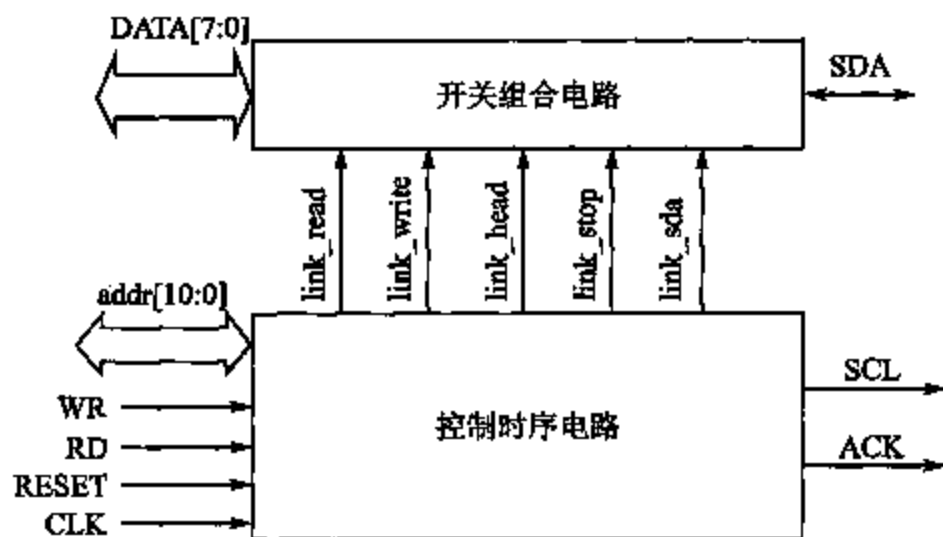 DATA[7:0]
开关组合电路
SDA
link_read
link_write
link_head
link_stop
link_sda
addr[10:0]
WR
RD
RESET
CLK
控制时序电路
SCL
ACK